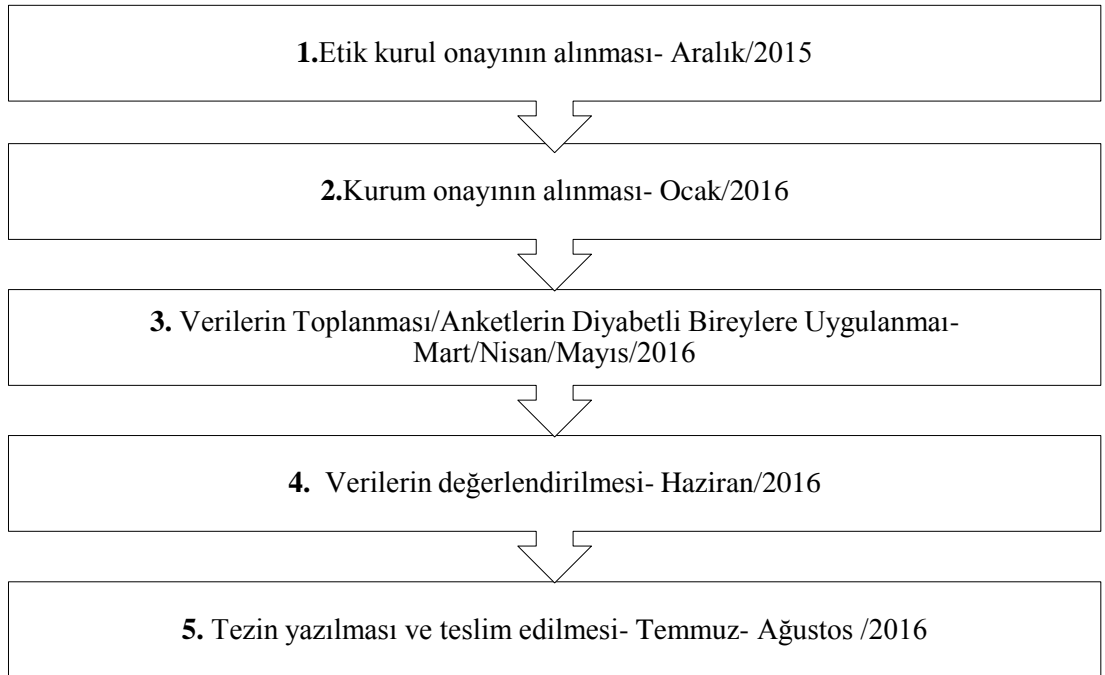 1.Etik kurul onayının alınması- Aralık/2015
2.Kurum onayının alınması- Ocak/2016
3. Verilerin Toplanması/Anketlerin Diyabetli Bireylere Uygulanmaı-
Mart/Nisan/Mayıs/2016
4. Verilerin değerlendirilmesi- Haziran/2016
5. Tezin yazılması ve teslim edilmesi- Temmuz- Ağustos /2016